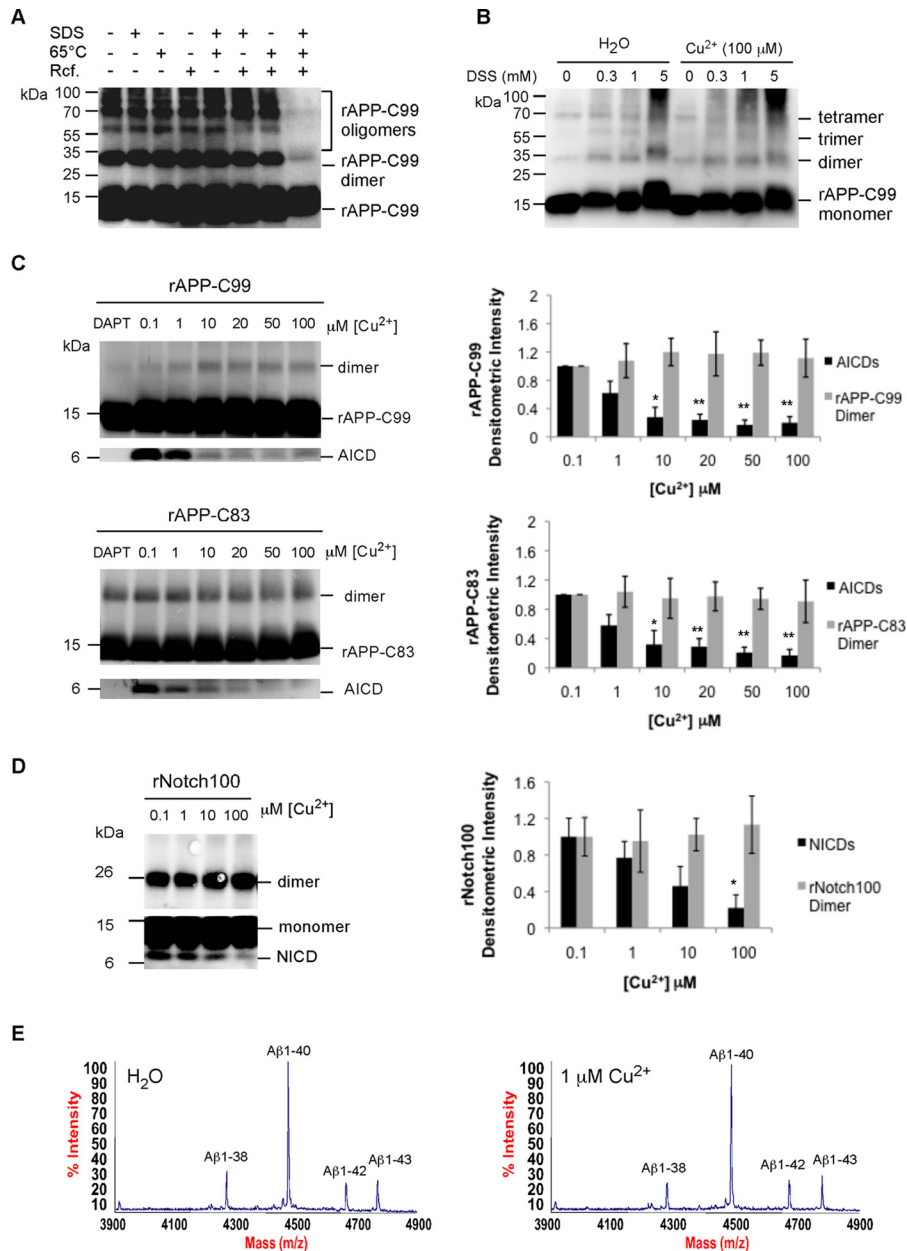 A
SDS - + - - + + - +
65°C - - + - + - + +
Rcf. - - - + - + + +
kDa
100
70
55
35
25
15
rAPP-C99
oligomers
rAPP-C99
dimer
rAPP-C99
B
H₂O Cu²⁺ (100 μM)
DSS (mM) 0 0.3 1 5 0 0.3 1 5
kDa
100
70
55
35
25
15
tetramer
trimer
dimer
rAPP-C99
monomer
C
rAPP-C99
DAPT 0.1 1 10 20 50 100 μM [Cu²⁺]
kDa
dimer
15 rAPP-C99
6 AICD
rAPP-C99
Densitometric Intensity
2
1.6
1.2
0.8
0.4
0
* ** ** **
0.1 1 10 20 50 100
[Cu²⁺] μM
AICDs
rAPP-C99
Dimer
rAPP-C83
DAPT 0.1 1 10 20 50 100 μM [Cu²⁺]
dimer
15 rAPP-C83
6 AICD
rAPP-C83
Densitometric Intensity
2
1.6
1.2
0.8
0.4
0
* ** ** **
0.1 1 10 20 50 100
[Cu²⁺] μM
AICDs
rAPP-C83
Dimer
D
rNotch100
0.1 1 10 100 μM [Cu²⁺]
kDa
26 dimer
15 monomer
NICD
6
rNotch100
Densitometric Intensity
1.6
1.2
0.8
0.4
0
*
0.1 1 10 100
[Cu²⁺] μM
NICDs
rNotch100
Dimer
E
H₂O
% Intensity
100
90
80
70
60
50
40
30
20
10
Aβ1-40
Aβ1-38
Aβ1-42
Aβ1-43
3900 4300 4500 4700 4900
Mass (m/z)
1 μM Cu²⁺
% Intensity
100
90
80
70
60
50
40
30
20
10
Aβ1-40
Aβ1-38
Aβ1-42
Aβ1-43
3900 4300 4500 4700 4900
Mass (m/z)